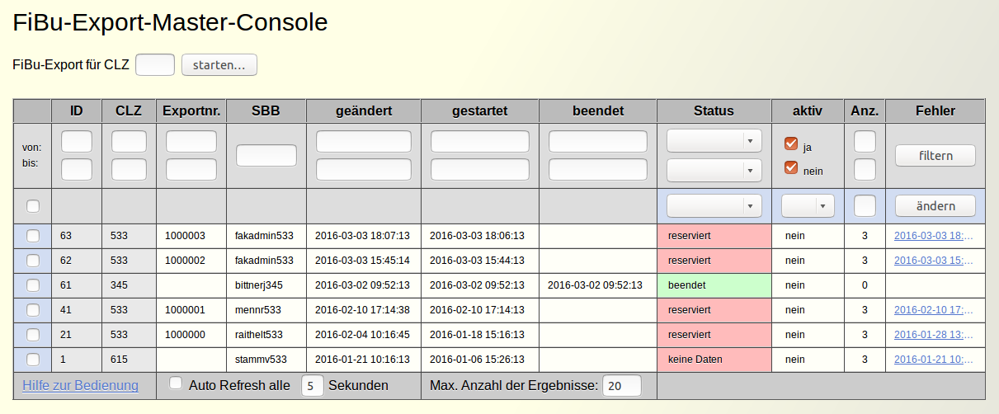 FiBu-Export-Master-Console
FiBu-Export für CLZ starten...
ID CLZ Exportnr. SBB geändert gestartet beendet Status aktiv Anz. Fehler
von: ja
bis: nein filtern
ändern
63 533 1000003 fakadmin533 2016-03-03 18:07:13 2016-03-03 18:06:13 reserviert nein 3 2016-03-03 18:...
62 533 1000002 fakadmin533 2016-03-03 15:45:14 2016-03-03 15:44:13 reserviert nein 3 2016-03-03 15:...
61 345 bittnerj345 2016-03-02 09:52:13 2016-03-02 09:52:13 2016-03-02 09:52:13 beendet nein 0
41 533 1000001 mennr533 2016-02-10 17:14:38 2016-02-10 17:14:13 reserviert nein 3 2016-02-10 17:...
21 533 1000000 raithelt533 2016-02-04 10:16:45 2016-01-18 15:16:13 reserviert nein 3 2016-01-28 13:...
1 615 stammv533 2016-01-21 10:16:13 2016-01-06 15:26:13 keine Daten nein 3 2016-01-21 10:...
Hilfe zur Bedienung Auto Refresh alle 5 Sekunden Max. Anzahl der Ergebnisse: 20